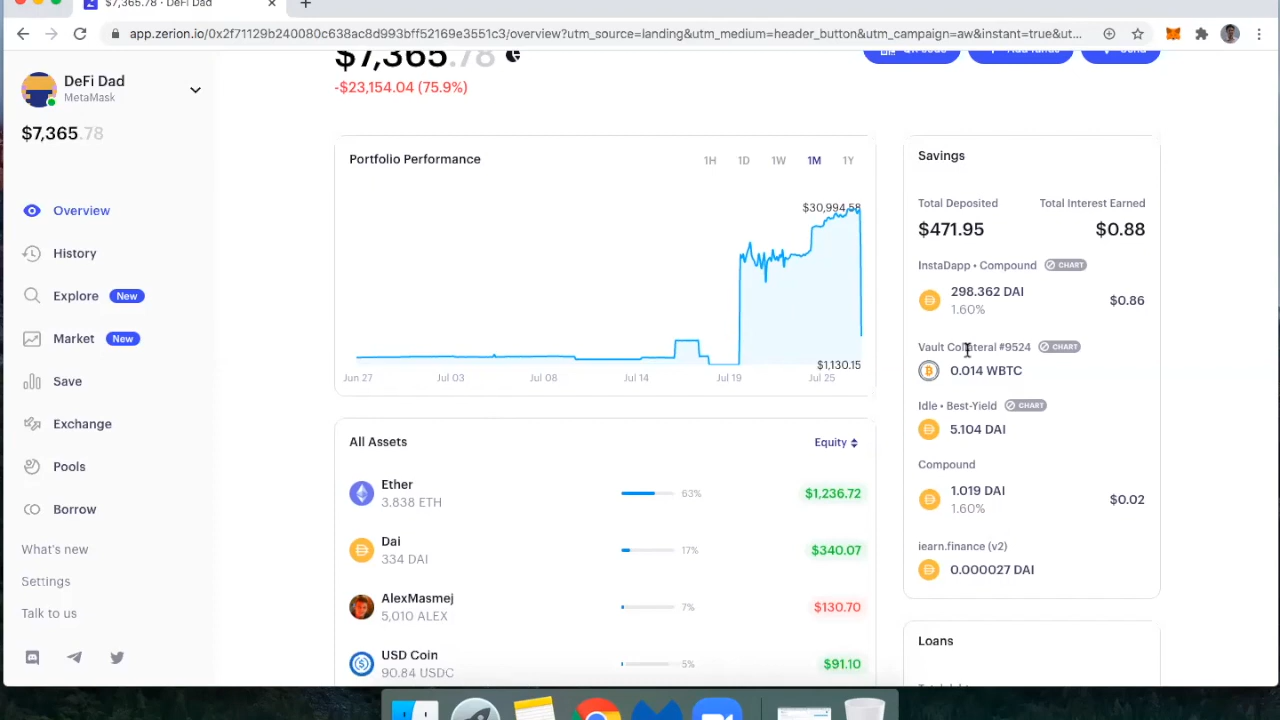 $7,365.78 · DeFi Dad
app.zerion.io/0x2f71129b240080c638ac8d993bff52169e3551c3/overview?utm_source=landing&utm_medium=header_button&utm_campaign=aw&instant=true&ut...
DeFi Dad
MetaMask
$7,365.78
Overview
History
Explore New
Market New
Save
Exchange
Pools
Borrow
What's new
Settings
Talk to us
$7,365.78
-$23,154.04 (75.9%)
Portfolio Performance
1H 1D 1W 1M 1Y
$30,994.58
$1,130.15
Jun 27 Jul 03 Jul 08 Jul 14 Jul 19 Jul 25
All Assets
Equity
Ether
3.838 ETH
63%
$1,236.72
Dai
334 DAI
17%
$340.07
AlexMasmej
5,010 ALEX
7%
$130.70
USD Coin
90.84 USDC
5%
$91.10
Savings
Total Deposited Total Interest Earned
$471.95 $0.88
InstaDapp • Compound CHART
298.362 DAI
1.60%
$0.86
Vault Collateral #9524 CHART
0.014 WBTC
Idle • Best-Yield CHART
5.104 DAI
Compound
1.019 DAI
1.60%
$0.02
iearn.finance (v2)
0.000027 DAI
Loans